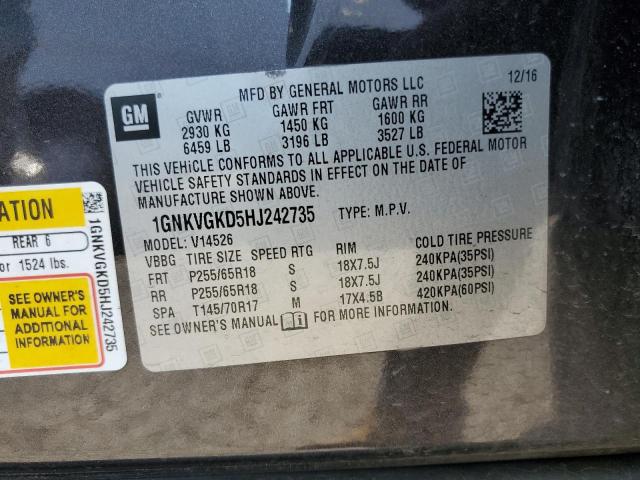 MFD BY GENERAL MOTORS LLC 12/16
GM
GVWR GAWR FRT GAWR RR
2930 KG 1450 KG 1600 KG
6459 LB 3196 LB 3527 LB
THIS VEHICLE CONFORMS TO ALL APPLICABLE U.S. FEDERAL MOTOR
VEHICLE SAFETY STANDARDS IN EFFECT ON THE DATE OF
MANUFACTURE SHOWN ABOVE.
1GNKVGKD5HJ242735 TYPE: M.P.V.
MODEL: V14526
VBBG TIRE SIZE SPEED RTG RIM COLD TIRE PRESSURE
FRT P255/65R18 S 18X7.5J 240KPA(35PSI)
RR P255/65R18 S 18X7.5J 240KPA(35PSI)
SPA T145/70R17 M 17X4.5B 420KPA(60PSI)
SEE OWNER'S MANUAL FOR MORE INFORMATION.
ATION
REAR 6
or 1524 lbs.
SEE OWNER'S
MANUAL FOR
ADDITIONAL
INFORMATION
1GNKVGKD5HJ242735